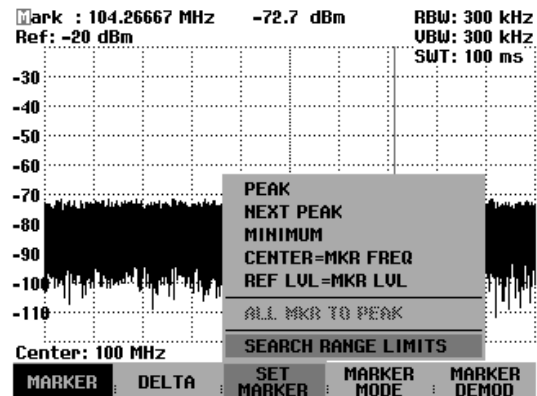 Mark : 104.26667 MHz -72.7 dBm RBW: 300 kHz
Ref: -20 dBm VBW: 300 kHz
SWT: 100 ms
-30
-40
-50
-60
-70
-80
-90
-100
-110
PEAK
NEXT PEAK
MINIMUM
CENTER=MKR FREQ
REF LVL=MKR LVL
ALL MKR TO PEAK
SEARCH RANGE LIMITS
Center: 100 MHz
MARKER DELTA SET MARKER MARKER MODE MARKER DEMOD